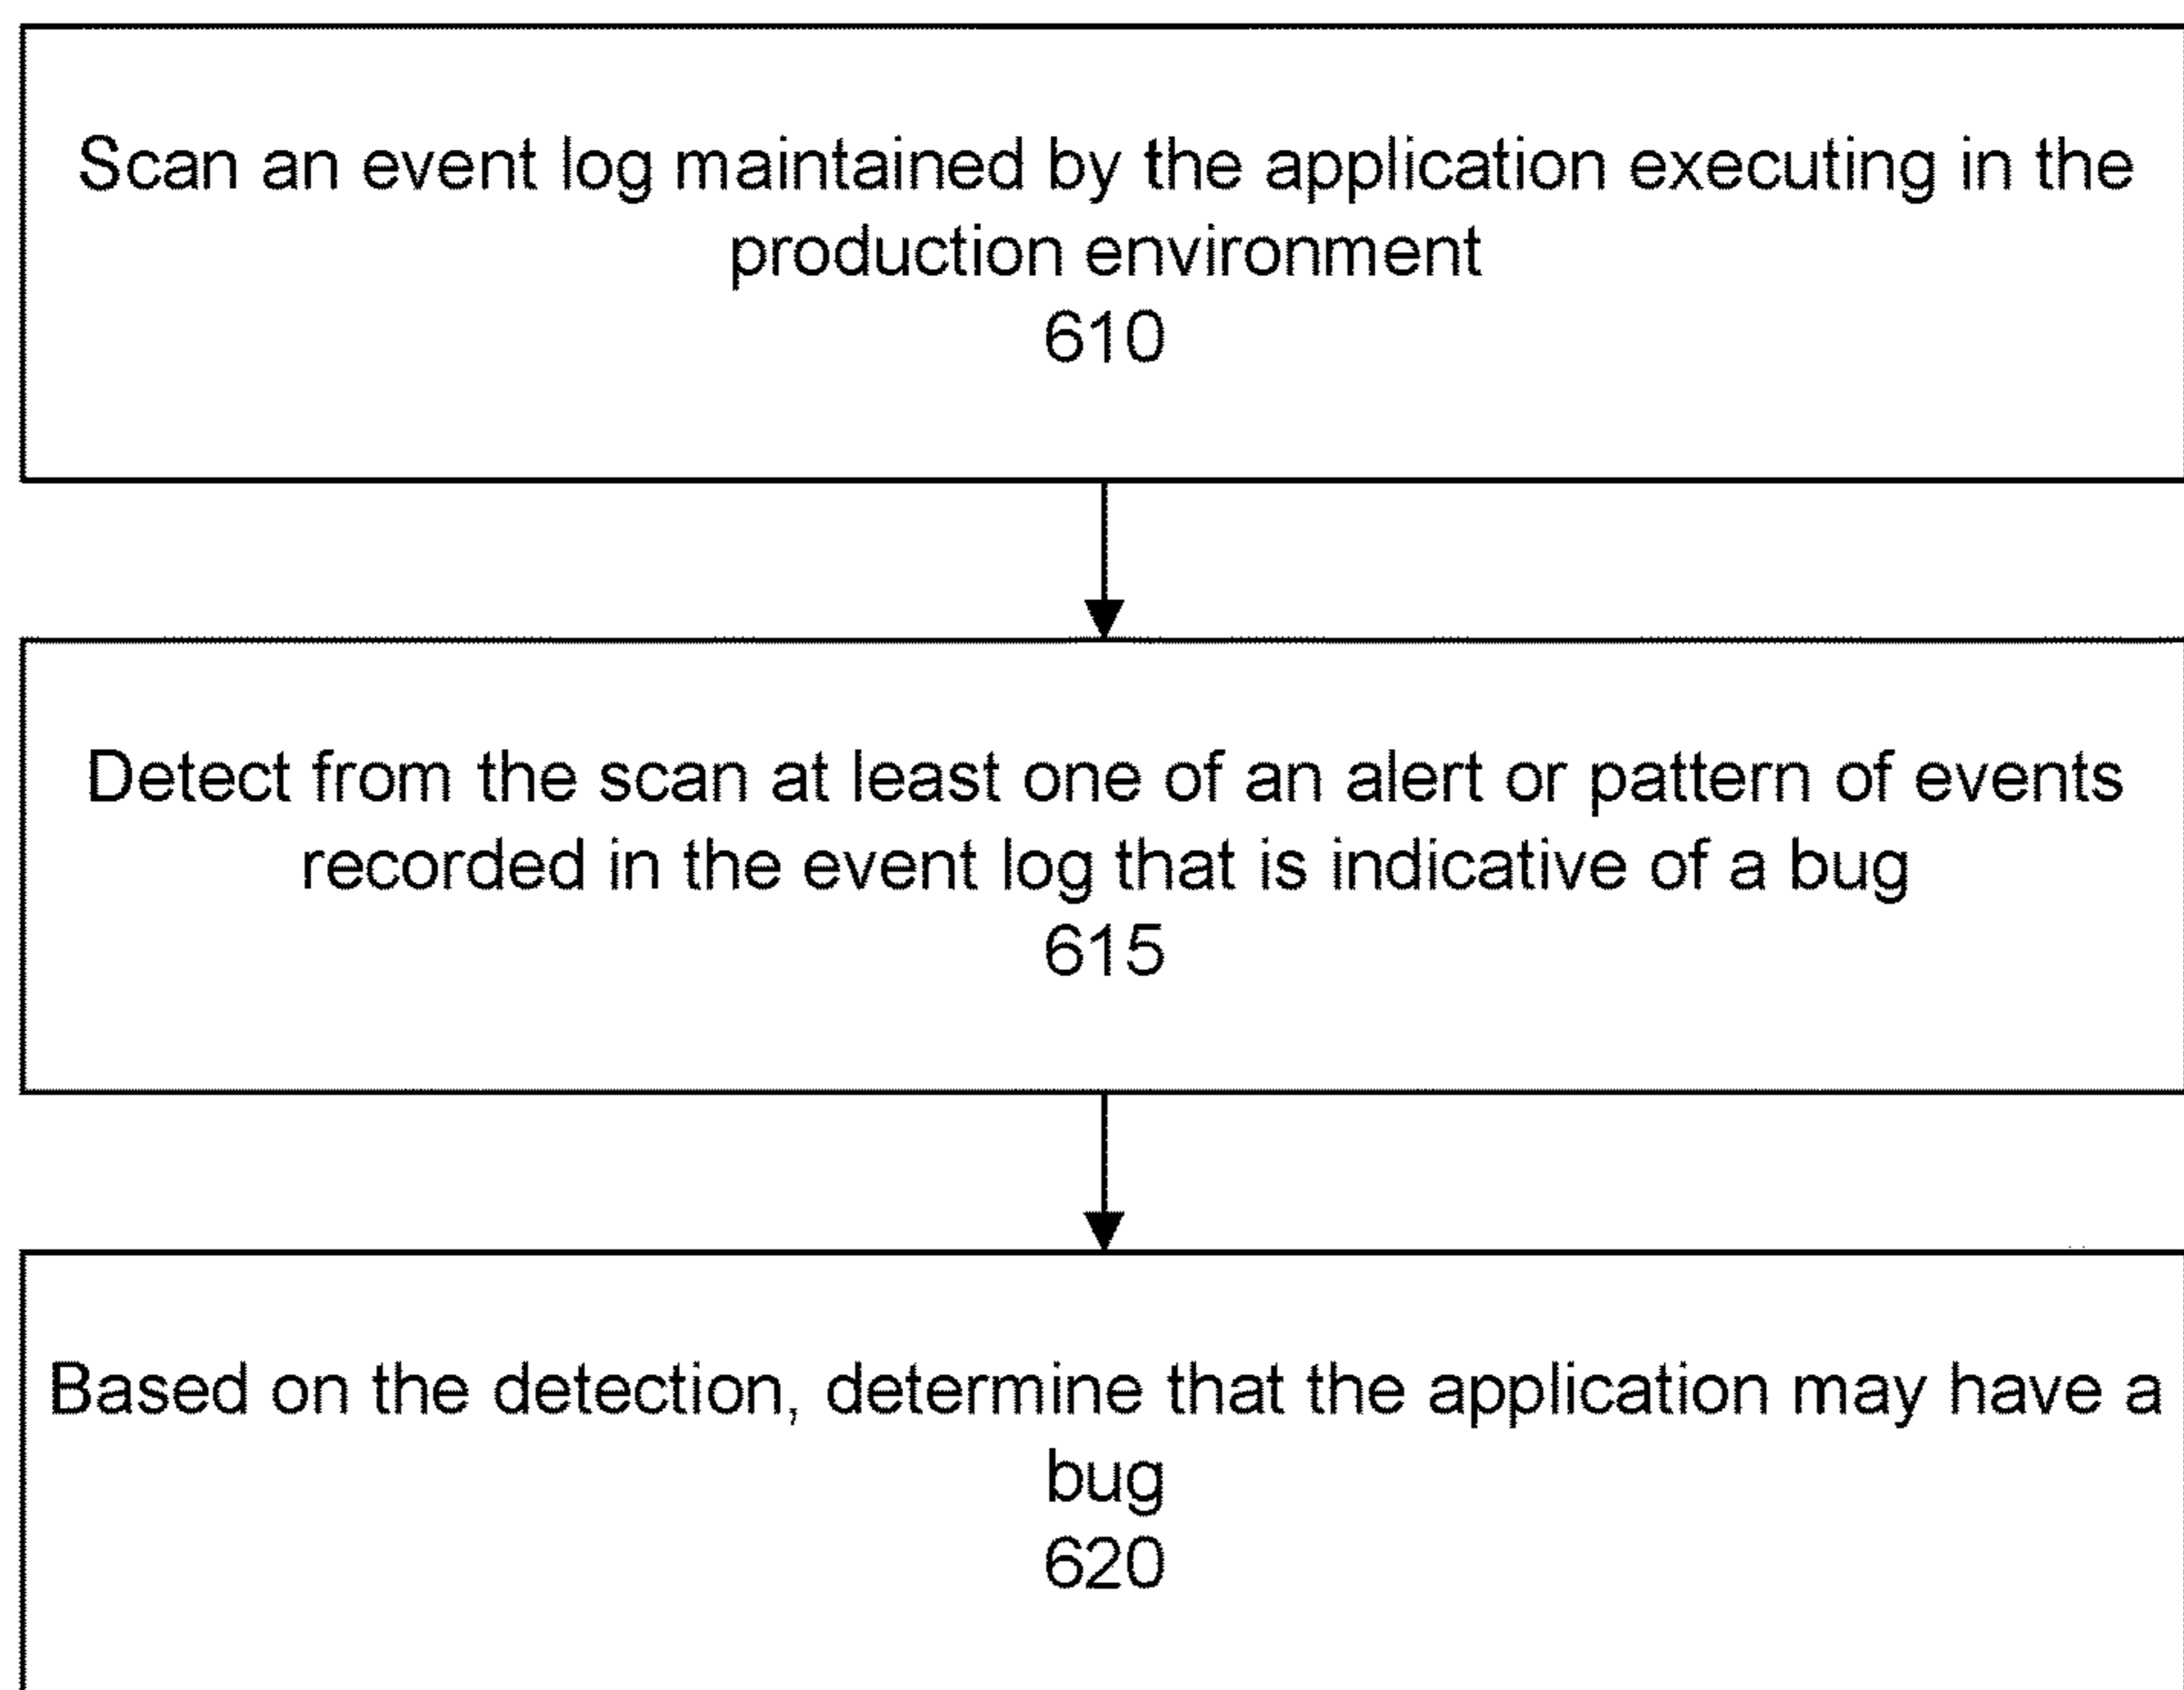 Scan an event log maintained by the application executing in the
production environment
610
Detect from the scan at least one of an alert or pattern of events
recorded in the event log that is indicative of a bug
615
Based on the detection, determine that the application may have a
bug
620